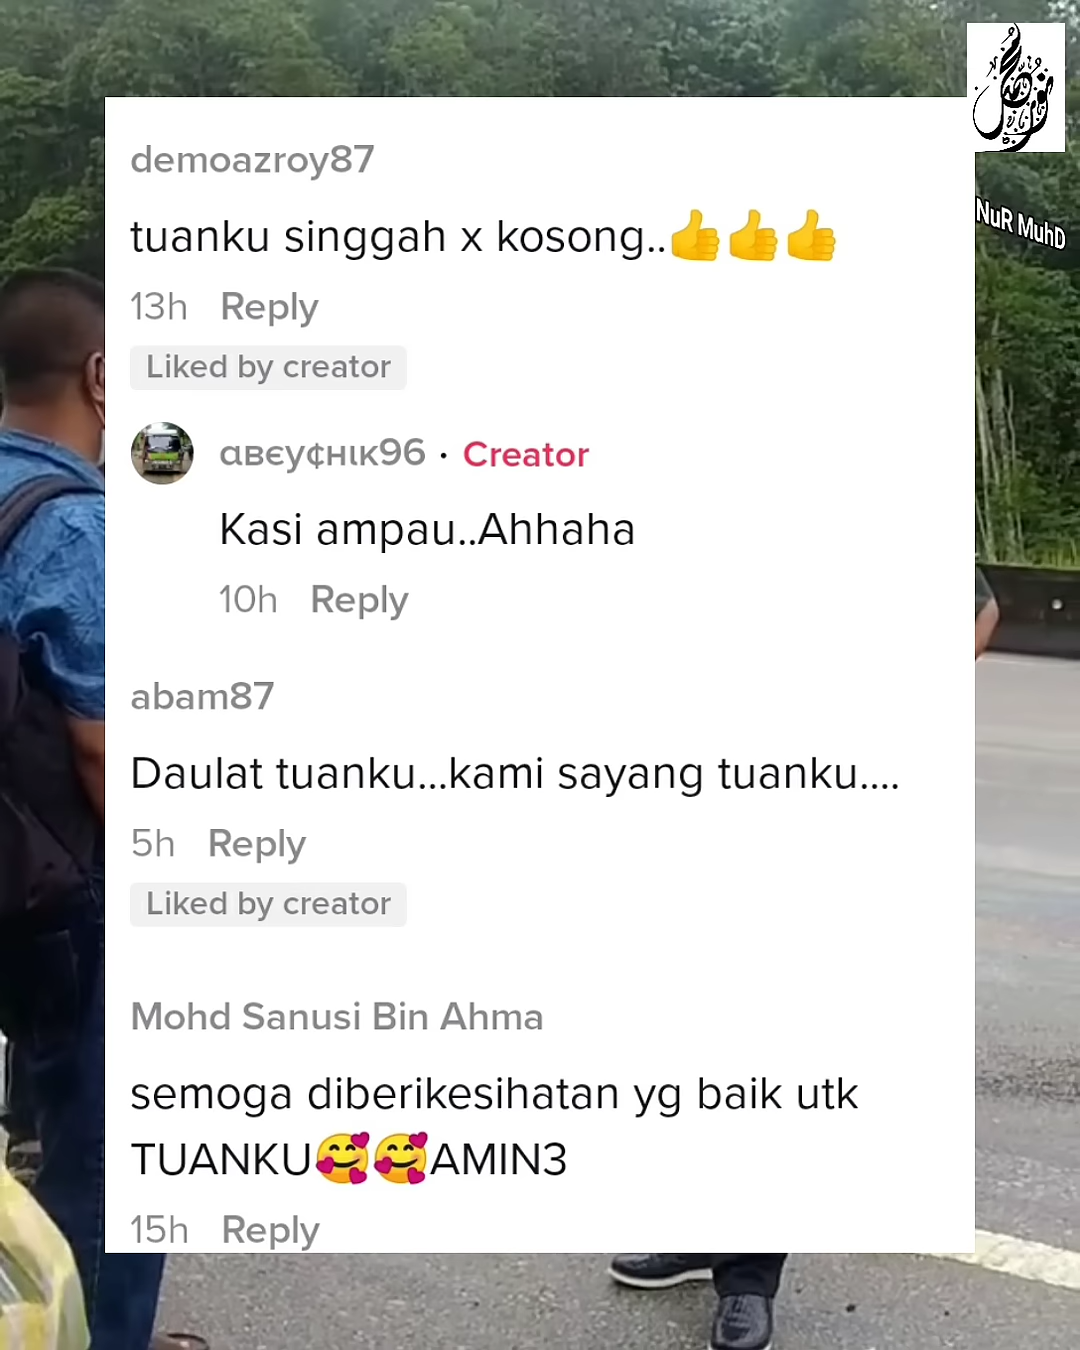 NuR MuhD
demoazroy87
tuanku singgah x kosong..👍👍👍
13h Reply
Liked by creator
αвєу¢нιк96 · Creator
Kasi ampau..Ahhaha
10h Reply
abam87
Daulat tuanku...kami sayang tuanku....
5h Reply
Liked by creator
Mohd Sanusi Bin Ahma
semoga diberikesihatan yg baik utk
TUANKU🥰🥰AMIN3
15h Reply